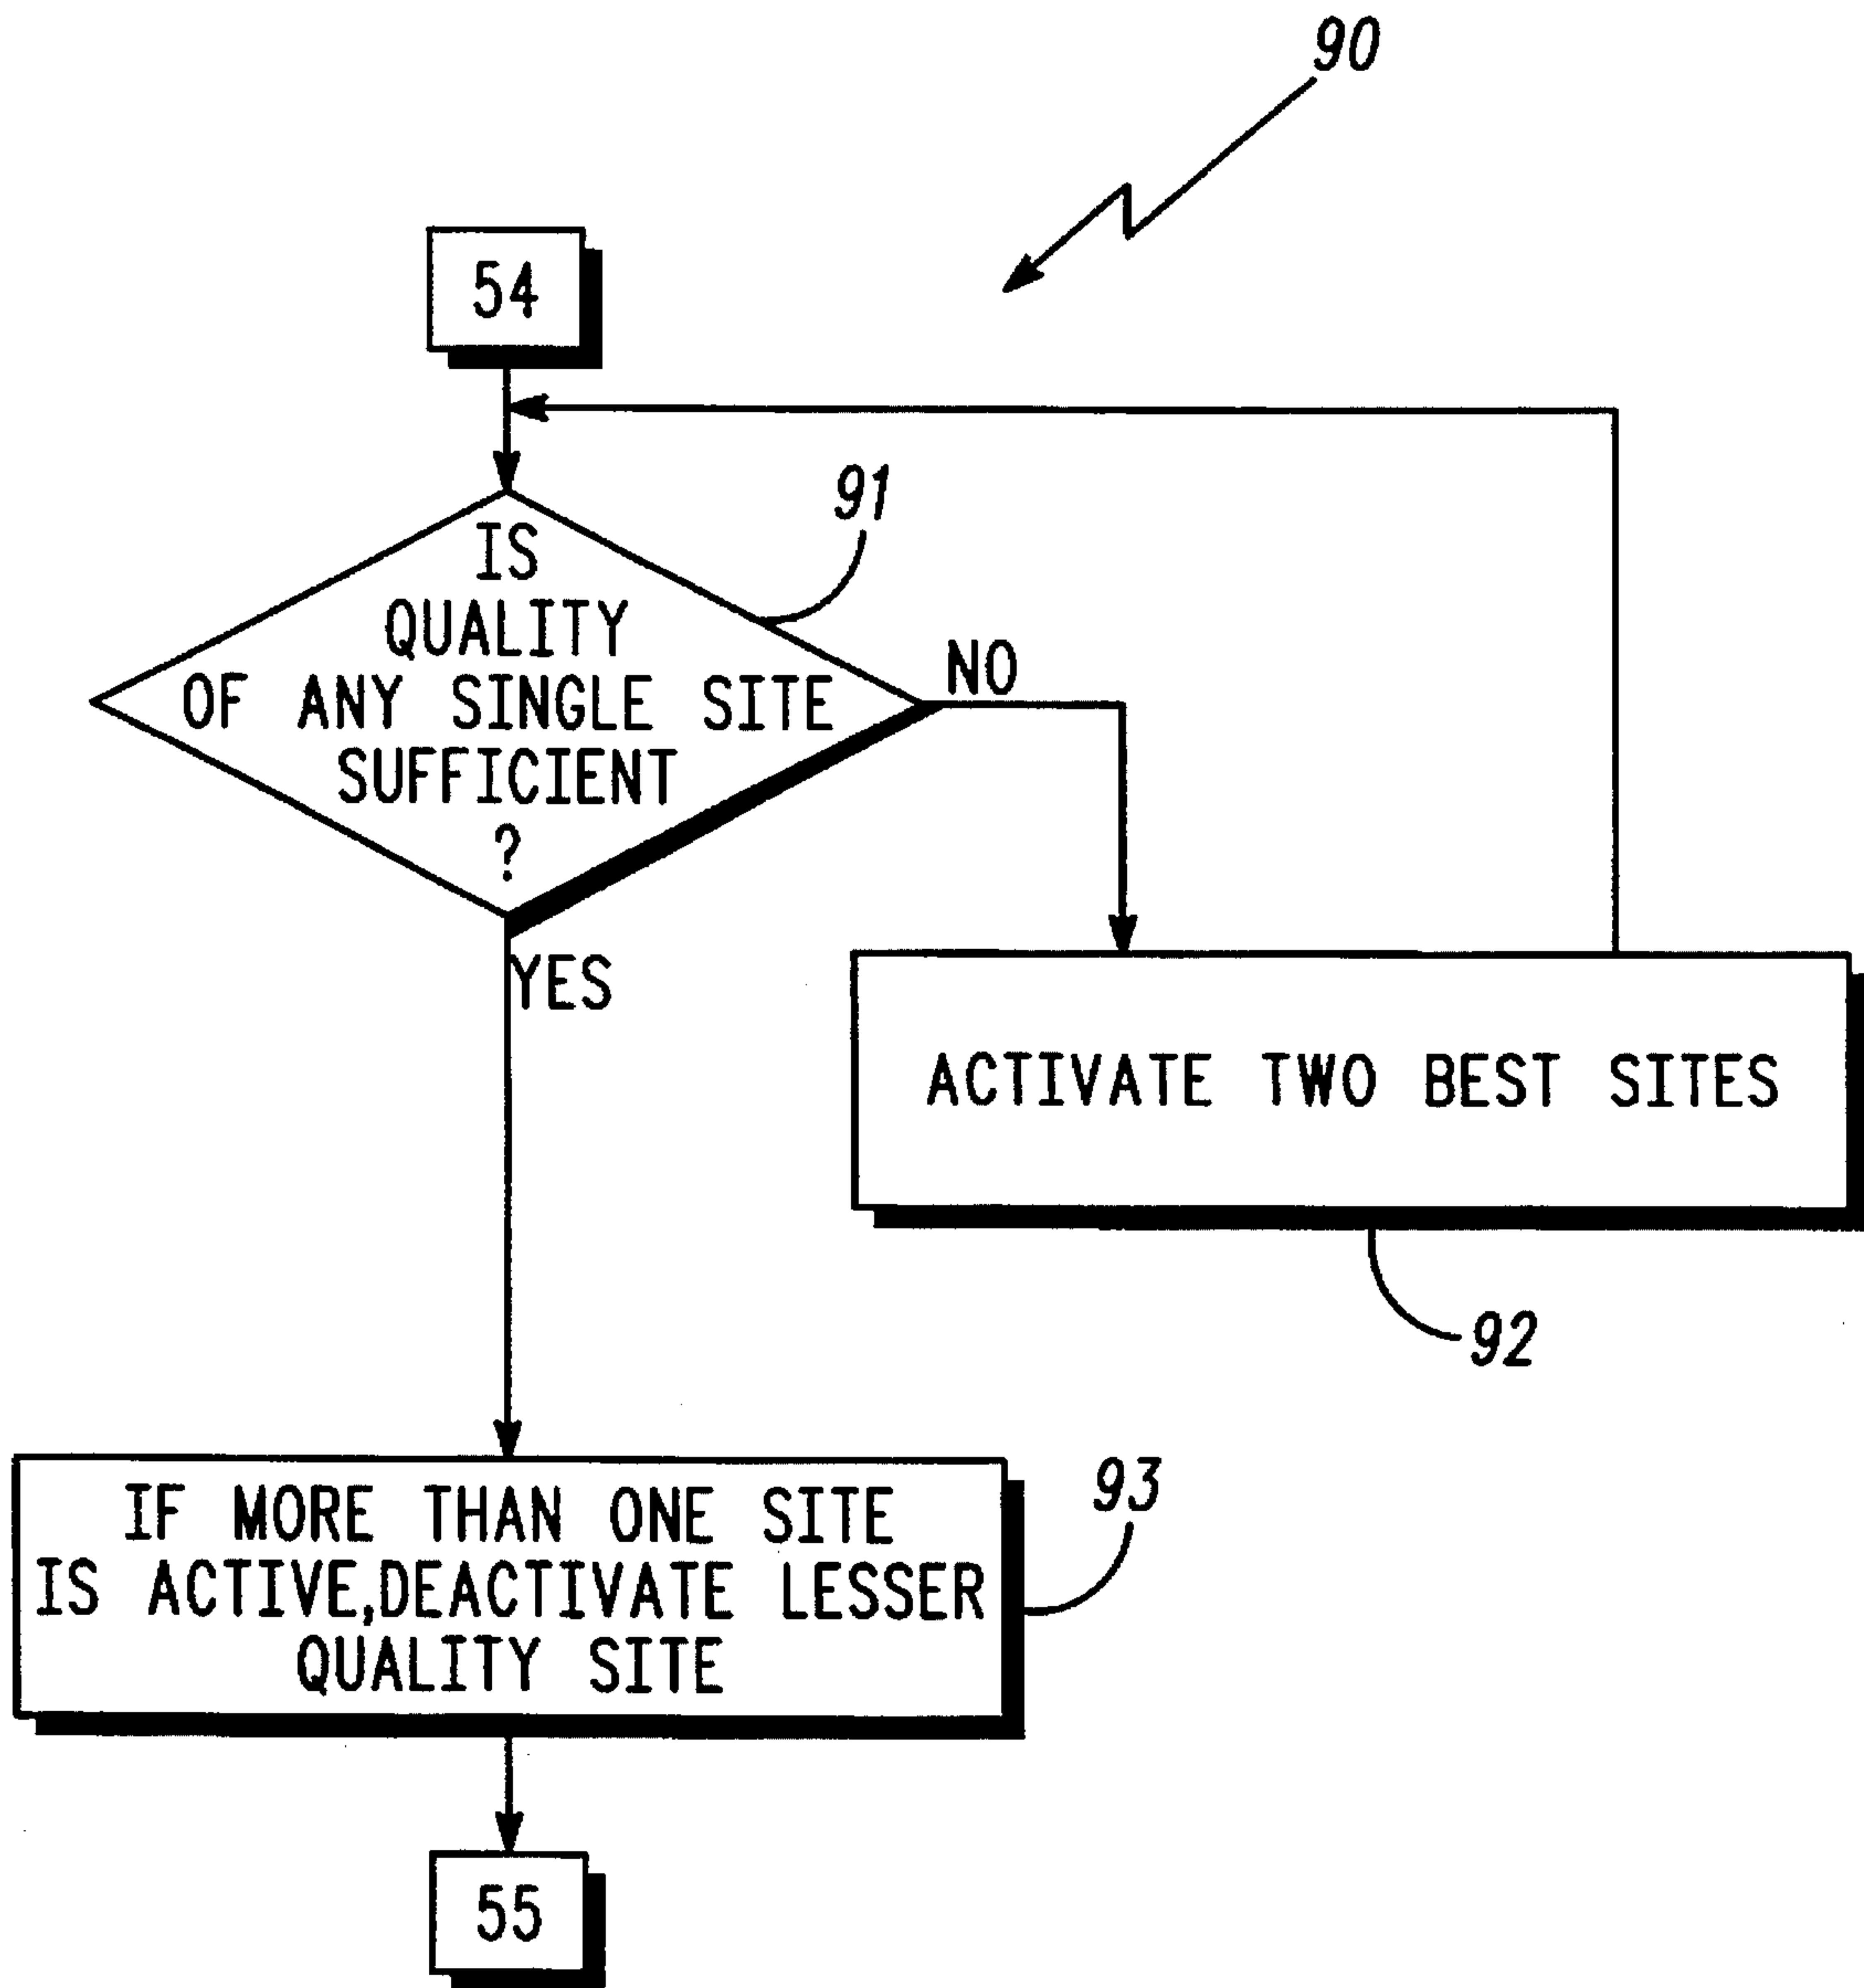 90
54
91
IS
QUALITY
OF ANY SINGLE SITE
SUFFICIENT
?
NO
YES
ACTIVATE TWO BEST SITES
92
IF MORE THAN ONE SITE
IS ACTIVE,DEACTIVATE LESSER
QUALITY SITE
93
55